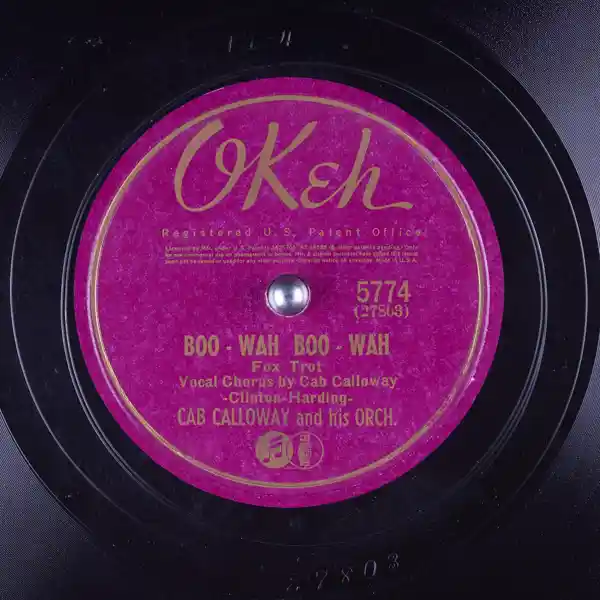 OKeh
Registered U.S. Patent Office
5774
(27803)
BOO - WAH BOO - WAH
Fox Trot
Vocal Chorus by Cab Calloway
-Clinton-Harding-
CAB CALLOWAY and his ORCH.
27803